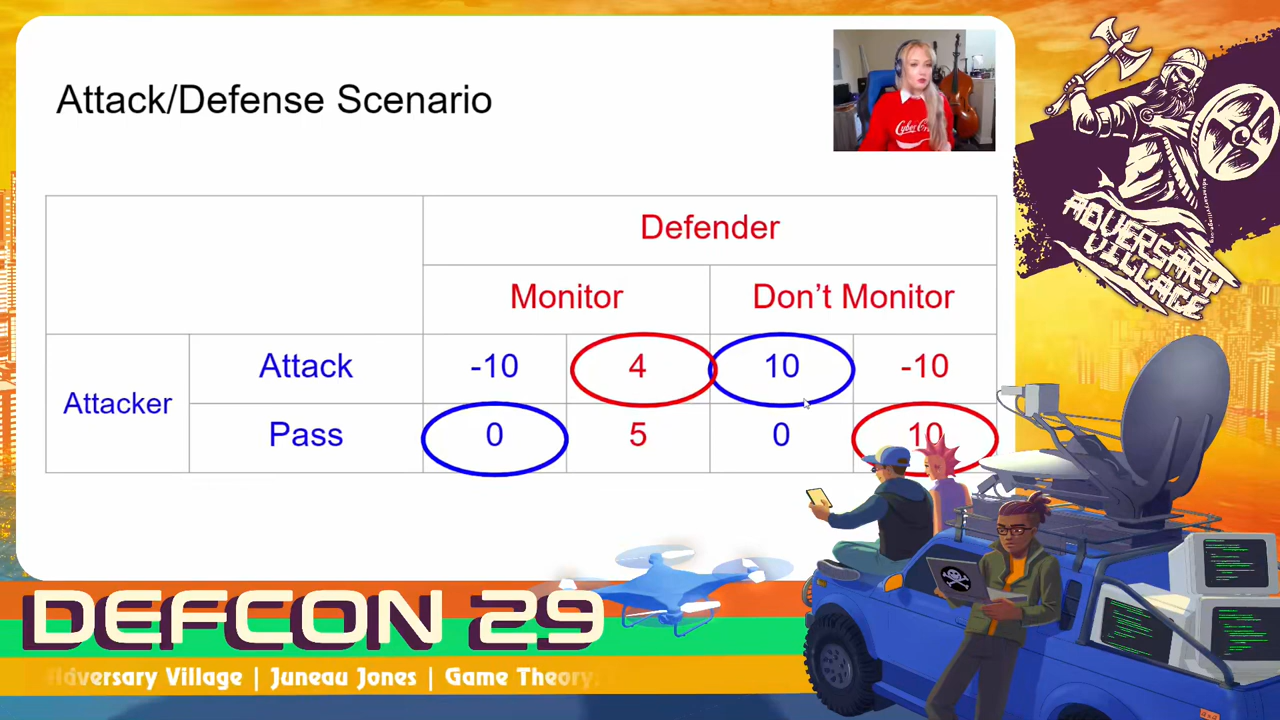 Attack/Defense Scenario
Defender
Monitor Don't Monitor
Attack -10 4 10 -10
Attacker
Pass 0 5 0 10
ADVERSARY
VILLAGE
DEFCON 29
Adversary Village | Juneau Jones | Game Theory